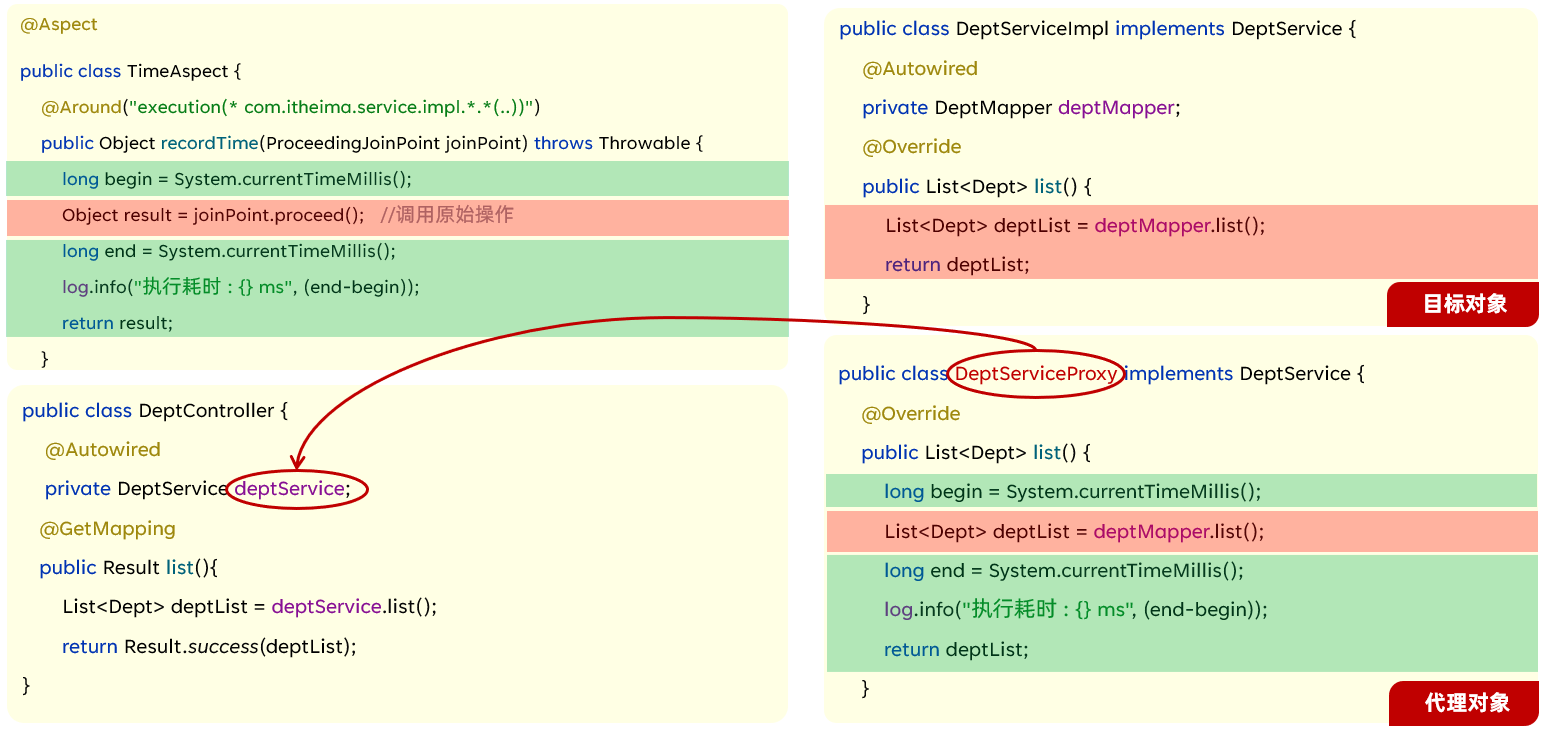 @Aspect
public class TimeAspect {
@Around("execution(* com.itheima.service.impl.*.*(..))")
public Object recordTime(ProceedingJoinPoint joinPoint) throws Throwable {
long begin = System.currentTimeMillis();
Object result = joinPoint.proceed(); //调用原始操作
long end = System.currentTimeMillis();
log.info("执行耗时 : {} ms", (end-begin));
return result;
}
public class DeptController {
@Autowired
private DeptService deptService;
@GetMapping
public Result list(){
List<Dept> deptList = deptService.list();
return Result.success(deptList);
}
public class DeptServiceImpl implements DeptService {
@Autowired
private DeptMapper deptMapper;
@Override
public List<Dept> list() {
List<Dept> deptList = deptMapper.list();
return deptList;
}
目标对象
public class DeptServiceProxy implements DeptService {
@Override
public List<Dept> list() {
long begin = System.currentTimeMillis();
List<Dept> deptList = deptMapper.list();
long end = System.currentTimeMillis();
log.info("执行耗时 : {} ms", (end-begin));
return deptList;
}
代理对象